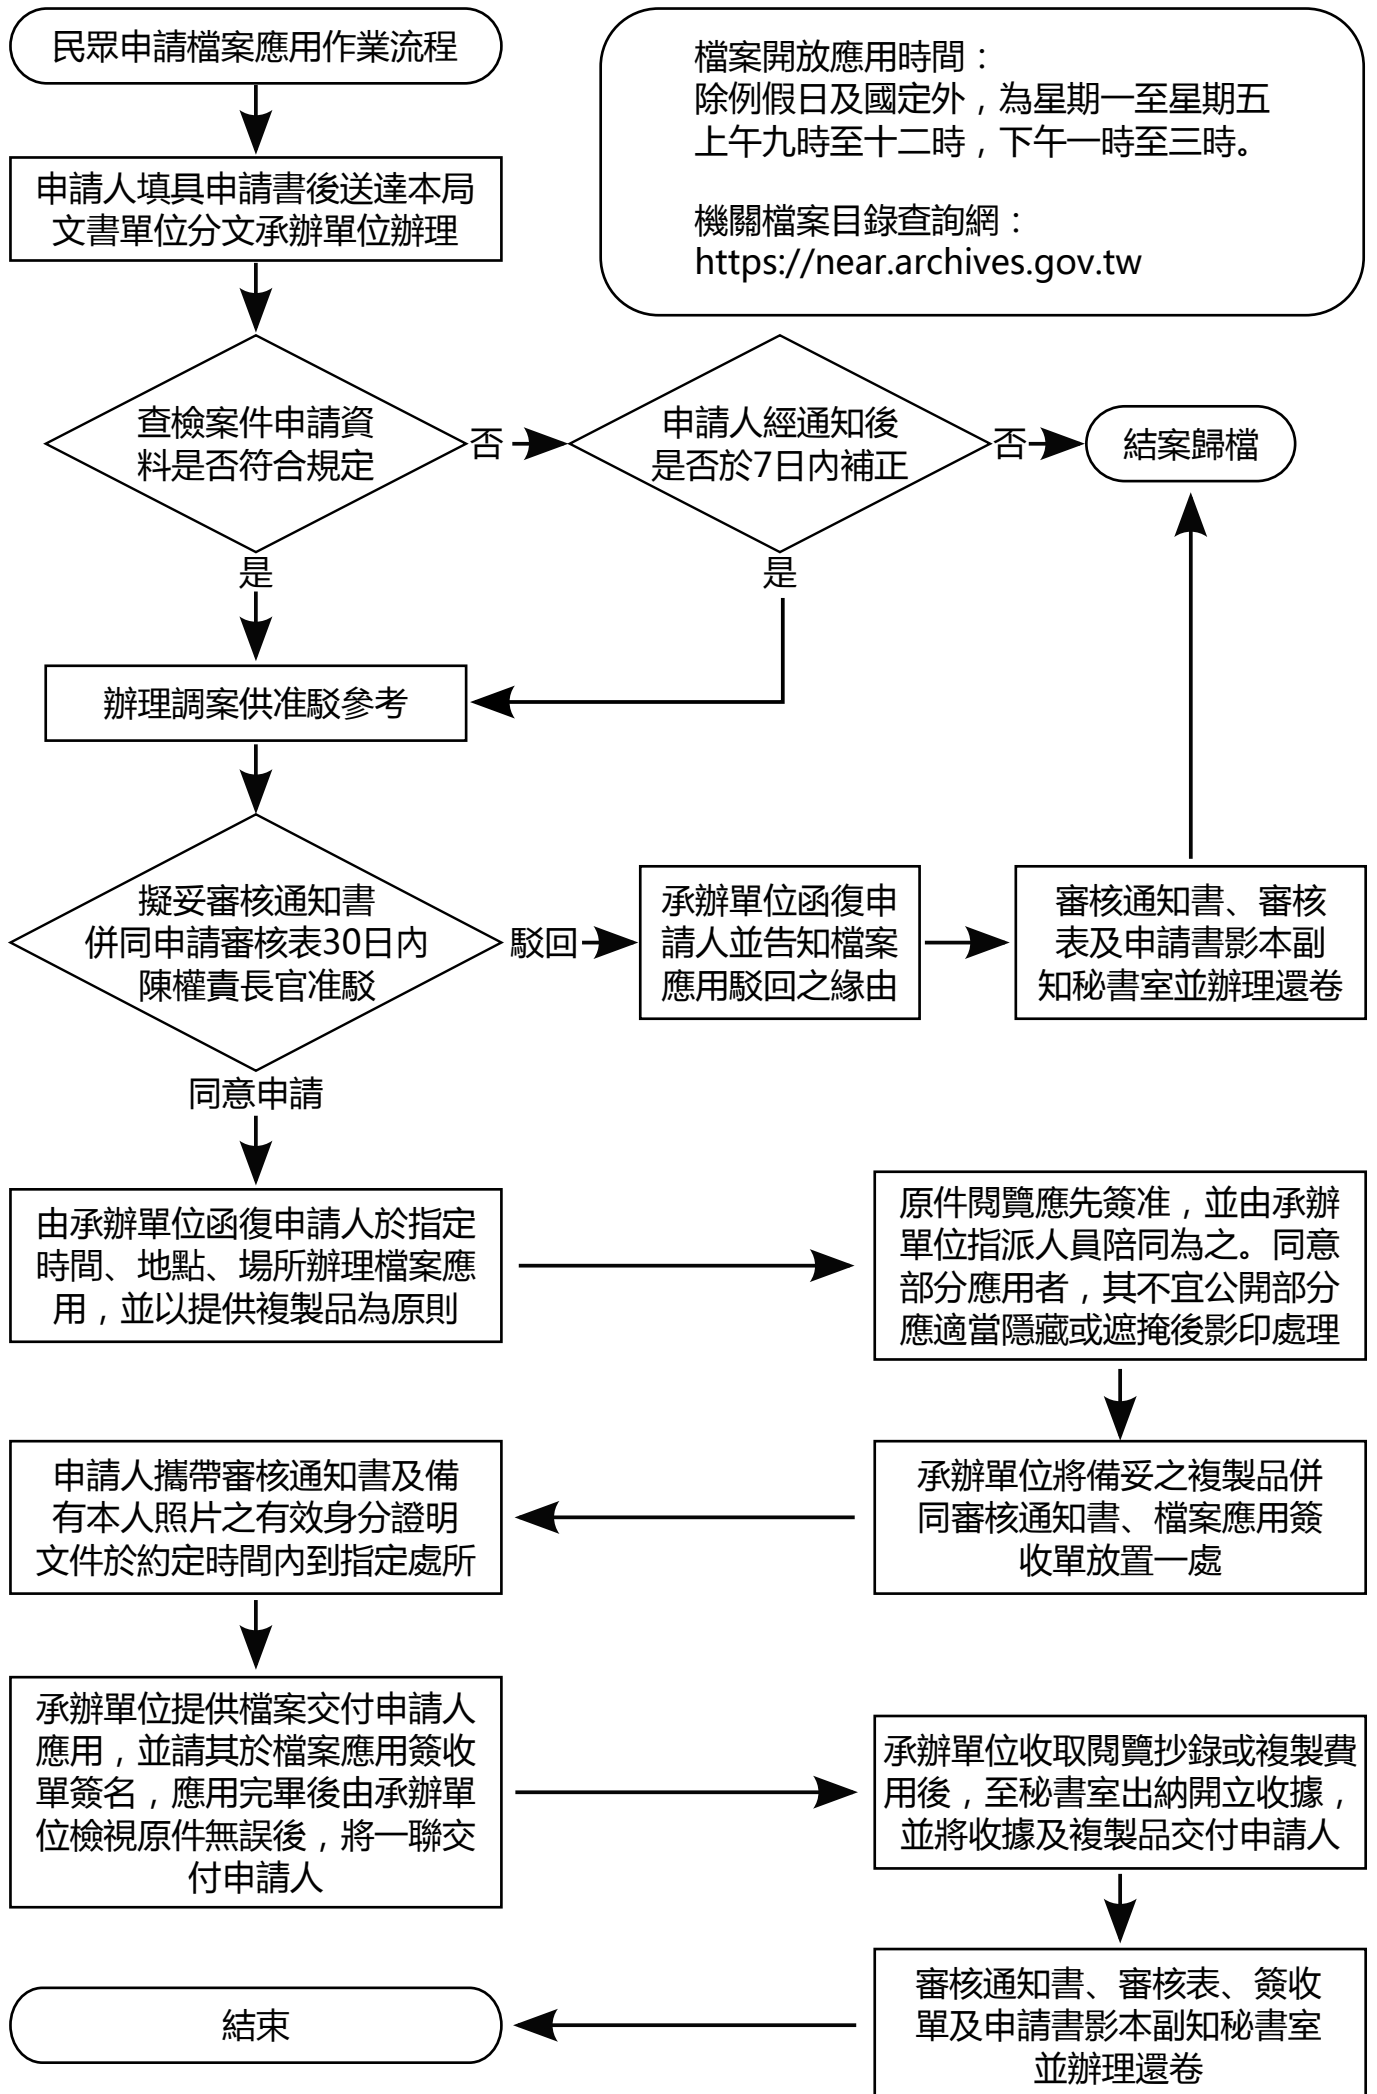 民眾申請檔案應用作業流程
檔案開放應用時間：
除例假日及國定外，為星期一至星期五
上午九時至十二時，下午一時至三時。
機關檔案目錄查詢網：
https://near.archives.gov.tw
申請人填具申請書後送達本局
文書單位分文承辦單位辦理
查檢案件申請資
料是否符合規定
否
申請人經通知後
是否於7日內補正
否
結案歸檔
是
是
辦理調案供准駁參考
擬妥審核通知書
併同申請審核表30日內
陳權責長官准駁
駁回
承辦單位函復申
請人並告知檔案
應用駁回之緣由
審核通知書、審核
表及申請書影本副
知秘書室並辦理還卷
同意申請
由承辦單位函復申請人於指定
時間、地點、場所辦理檔案應
用，並以提供複製品為原則
原件閱覽應先簽准，並由承辦
單位指派人員陪同為之。同意
部分應用者，其不宜公開部分
應適當隱藏或遮掩後影印處理
承辦單位將備妥之複製品併
同審核通知書、檔案應用簽
收單放置一處
申請人攜帶審核通知書及備
有本人照片之有效身分證明
文件於約定時間內到指定處所
承辦單位提供檔案交付申請人
應用，並請其於檔案應用簽收
單簽名，應用完畢後由承辦單
位檢視原件無誤後，將一聯交
付申請人
承辦單位收取閱覽抄錄或複製費
用後，至秘書室出納開立收據，
並將收據及複製品交付申請人
審核通知書、審核表、簽收
單及申請書影本副知秘書室
並辦理還卷
結束